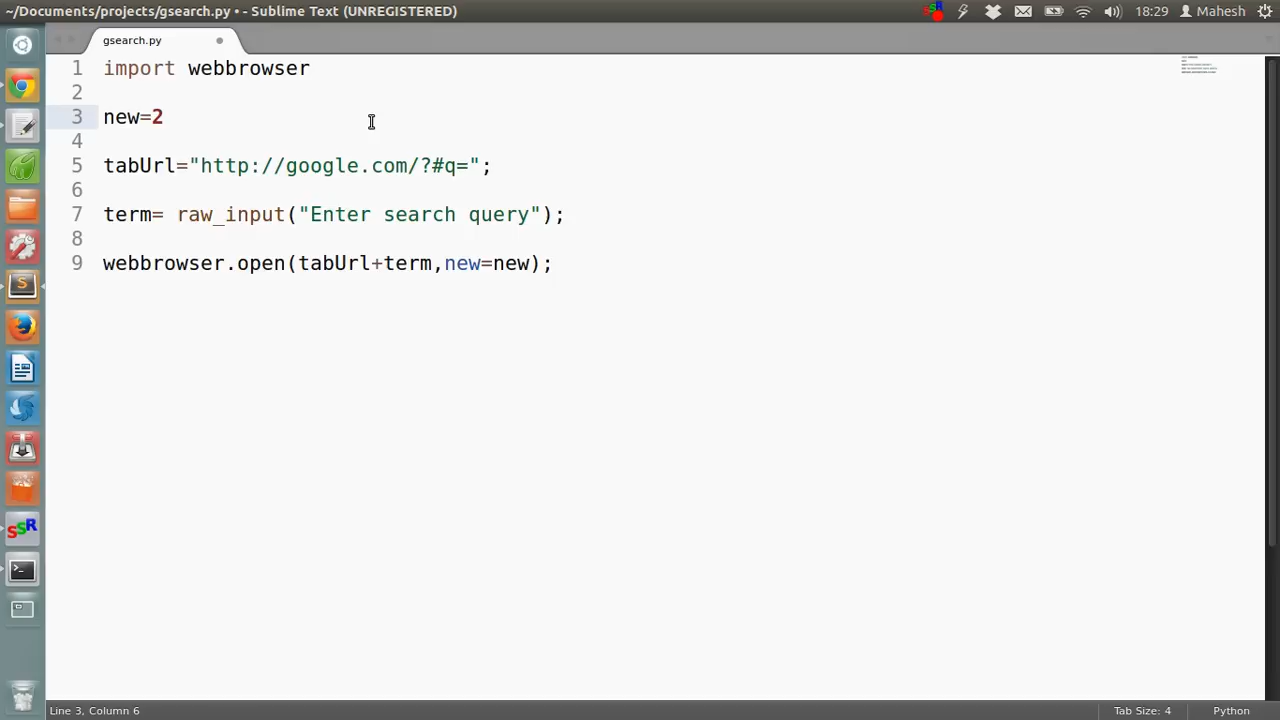 ~/Documents/projects/gsearch.py • - Sublime Text (UNREGISTERED)
18:29 Mahesh
gsearch.py
1 import webbrowser
2
3 new=2
4
5 tabUrl="http://google.com/?#q=";
6
7 term= raw_input("Enter search query");
8
9 webbrowser.open(tabUrl+term,new=new);
S
SSR
>_
Line 3, Column 6
Tab Size: 4
Python